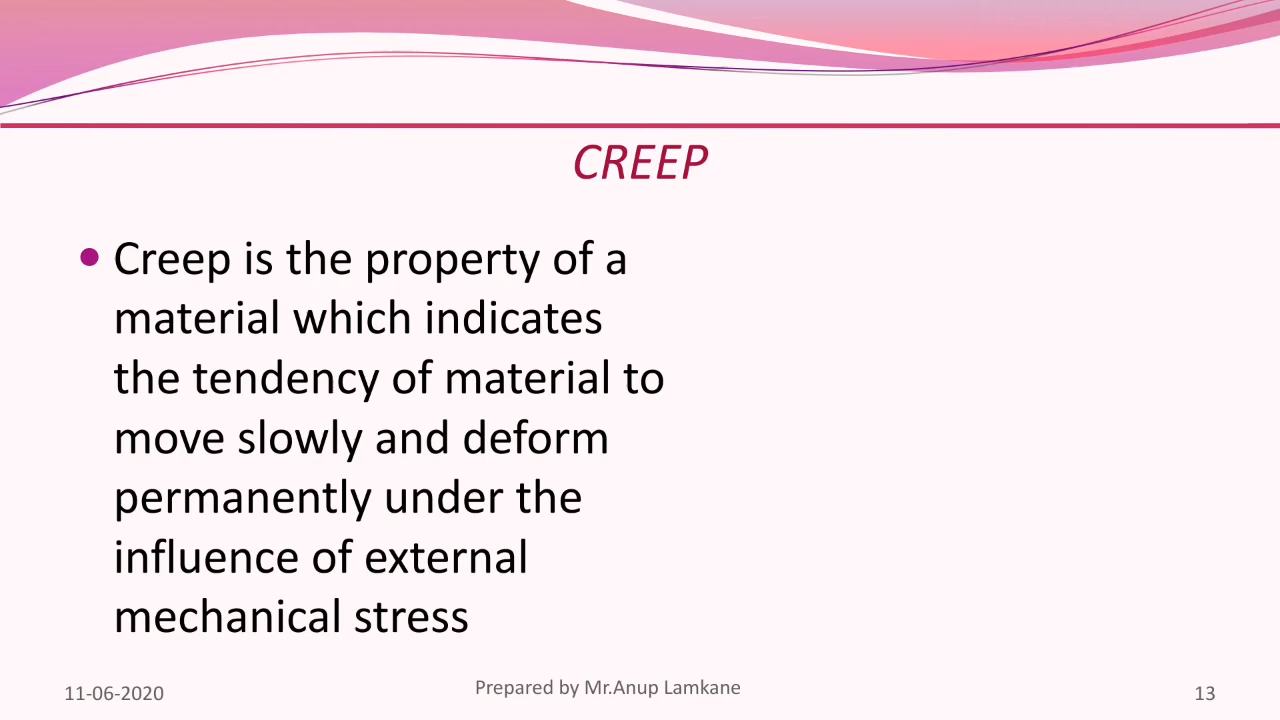 CREEP
• Creep is the property of a
material which indicates
the tendency of material to
move slowly and deform
permanently under the
influence of external
mechanical stress
11-06-2020
Prepared by Mr.Anup Lamkane
13